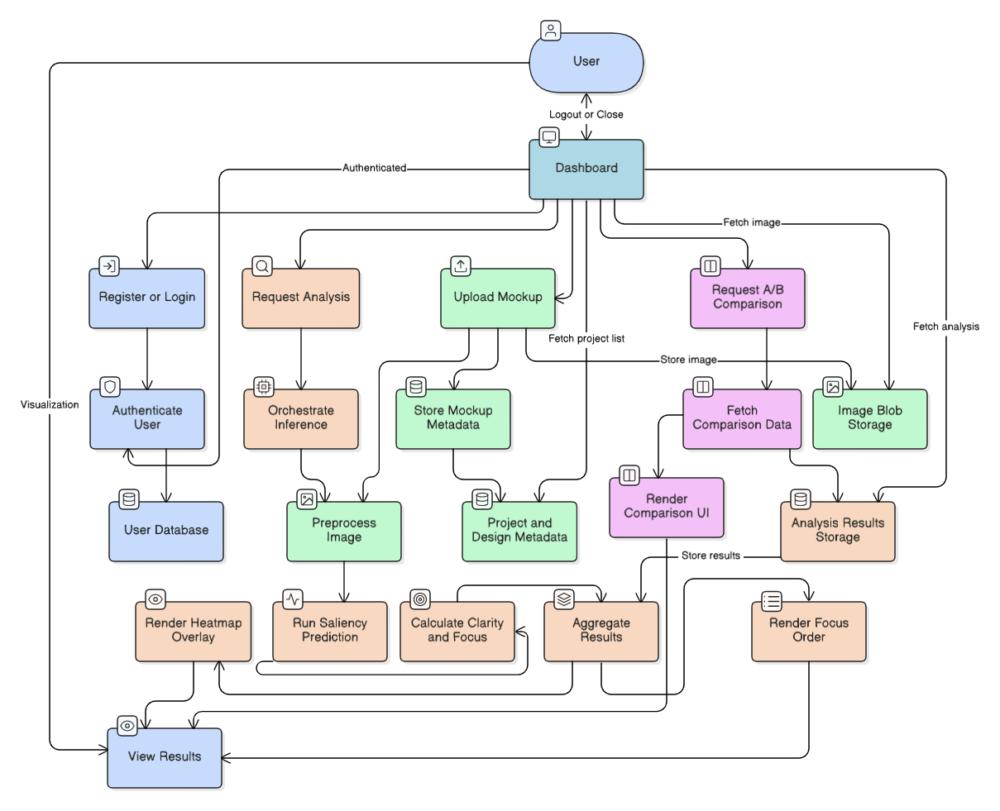 User
Logout or Close
Dashboard
Authenticated
Fetch image
Register or Login
Request Analysis
Upload Mockup
Request A/B
Comparison
Fetch analysis
Fetch project list
Store image
Visualization
Authenticate
User
Orchestrate
Inference
Store Mockup
Metadata
Fetch
Comparison Data
Image Blob
Storage
User Database
Preprocess
Image
Project and
Design Metadata
Render
Comparison UI
Analysis Results
Storage
Store results
Render Heatmap
Overlay
Run Saliency
Prediction
Calculate Clarity
and Focus
Aggregate
Results
Render Focus
Order
View Results